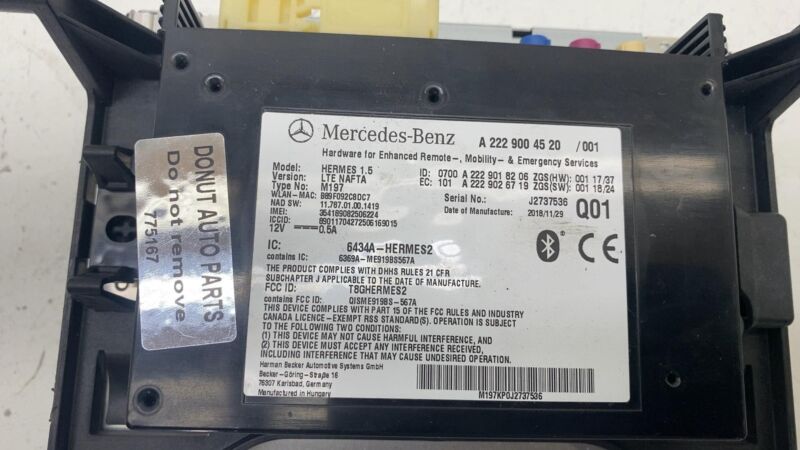 Mercedes-Benz A 222 900 45 20 /001
Hardware for Enhanced Remote-, Mobility- & Emergency Services
Model: HERMES 1.5 ID: 0700 A 222 901 82 06 ZGS(HW): 001 17/37
Version: LTE NAFTA EC: 101 A 222 902 67 19 ZGS(SW): 001 18/24
Type No: M197
WLAN-MAC: B89F092C8DC7 Serial No.: J2737536
NAD SW: 11.787.01.00.1419 Date of Manufacture: 2018/11/29 Q01
IMEI: 354189082506224
ICCID: 89011704272506169015
12V 0.5A
IC: 6434A-HERMES2
contains IC: 6369A-ME919BS567A
THE PRODUCT COMPLIES WITH DHHS RULES 21 CFR
SUBCHAPTER J APPLICABLE TO THE DATE OF MANUFACTURE.
FCC ID: T8GHERMES2
contains FCC ID: QISME919BS-567A
THIS DEVICE COMPLIES WITH PART 15 OF THE FCC RULES AND INDUSTRY
CANADA LICENCE-EXEMPT RSS STANDARD(S). OPERATION IS SUBJECT
TO THE FOLLOWING TWO CONDITIONS:
(1) THIS DEVICE MAY NOT CAUSE HARMFUL INTERFERENCE, AND
(2) THIS DEVICE MUST ACCEPT ANY INTERFERENCE RECEIVED,
INCLUDING INTERFERENCE THAT MAY CAUSE UNDESIRED OPERATION.
Harman Becker Automotive Systems GmbH
Becker-Göring-Straße 16
76307 Karlsbad, Germany
Manufactured in Hungary M197KP0J2737536
DONUT AUTO PARTS
Do not remove
775167